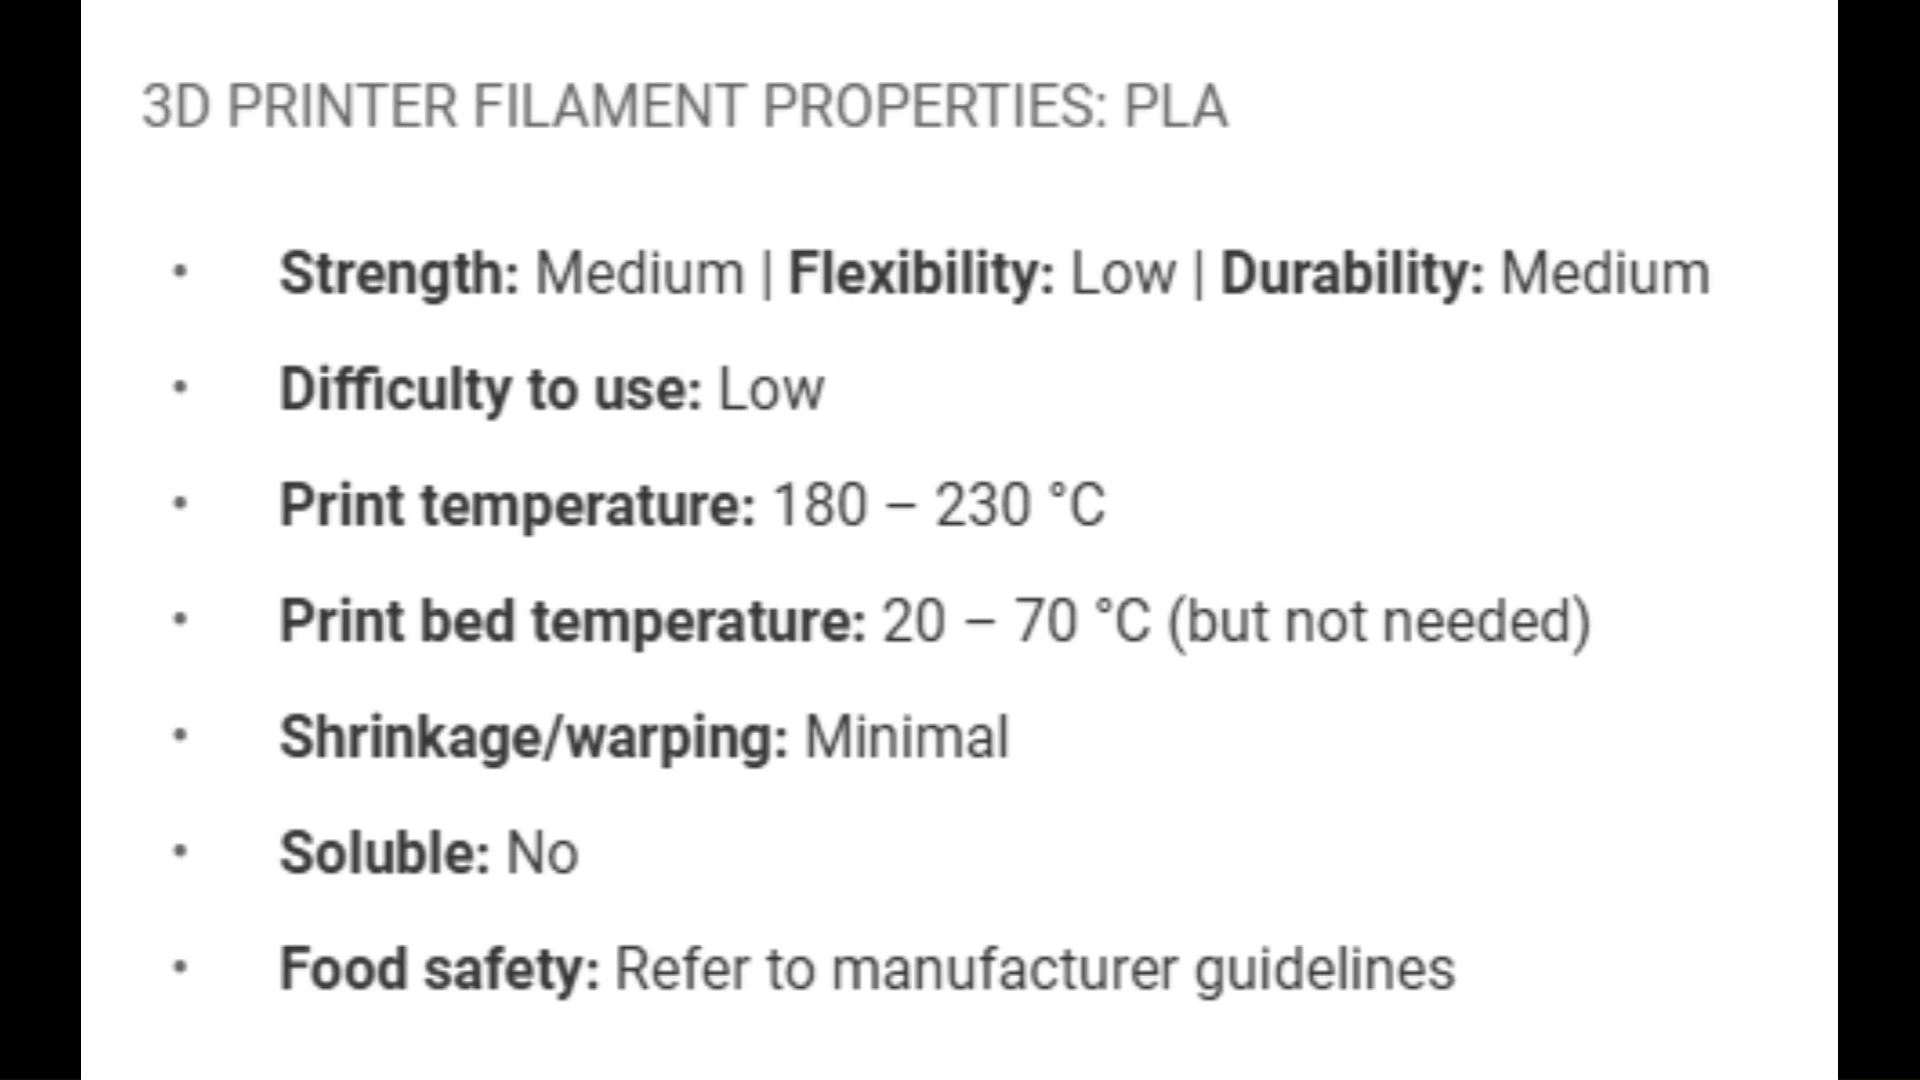 3D PRINTER FILAMENT PROPERTIES: PLA
• Strength: Medium | Flexibility: Low | Durability: Medium
• Difficulty to use: Low
• Print temperature: 180 – 230 °C
• Print bed temperature: 20 – 70 °C (but not needed)
• Shrinkage/warping: Minimal
• Soluble: No
• Food safety: Refer to manufacturer guidelines